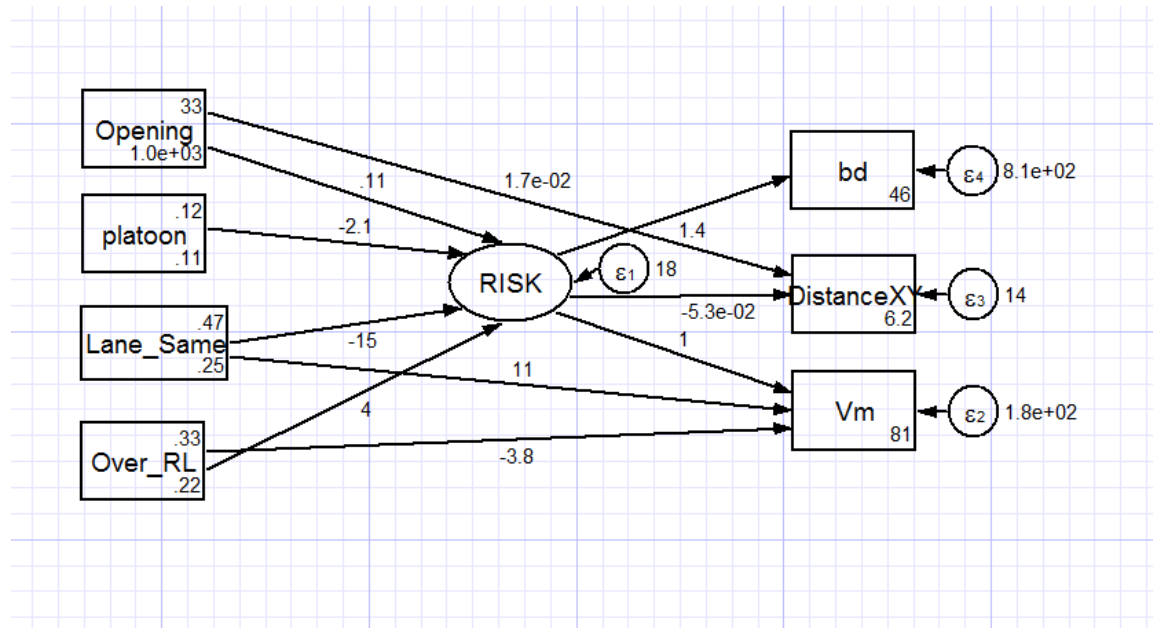 33
Opening
1.0e+03
.12
platoon
.11
.47
Lane_Same
.25
.33
Over_RL
.22
.11
1.7e-02
-2.1
-15
11
4
-3.8
RISK
ε1
18
1.4
-5.3e-02
1
bd
46
ε4
8.1e+02
DistanceXY
6.2
ε3
14
Vm
81
ε2
1.8e+02